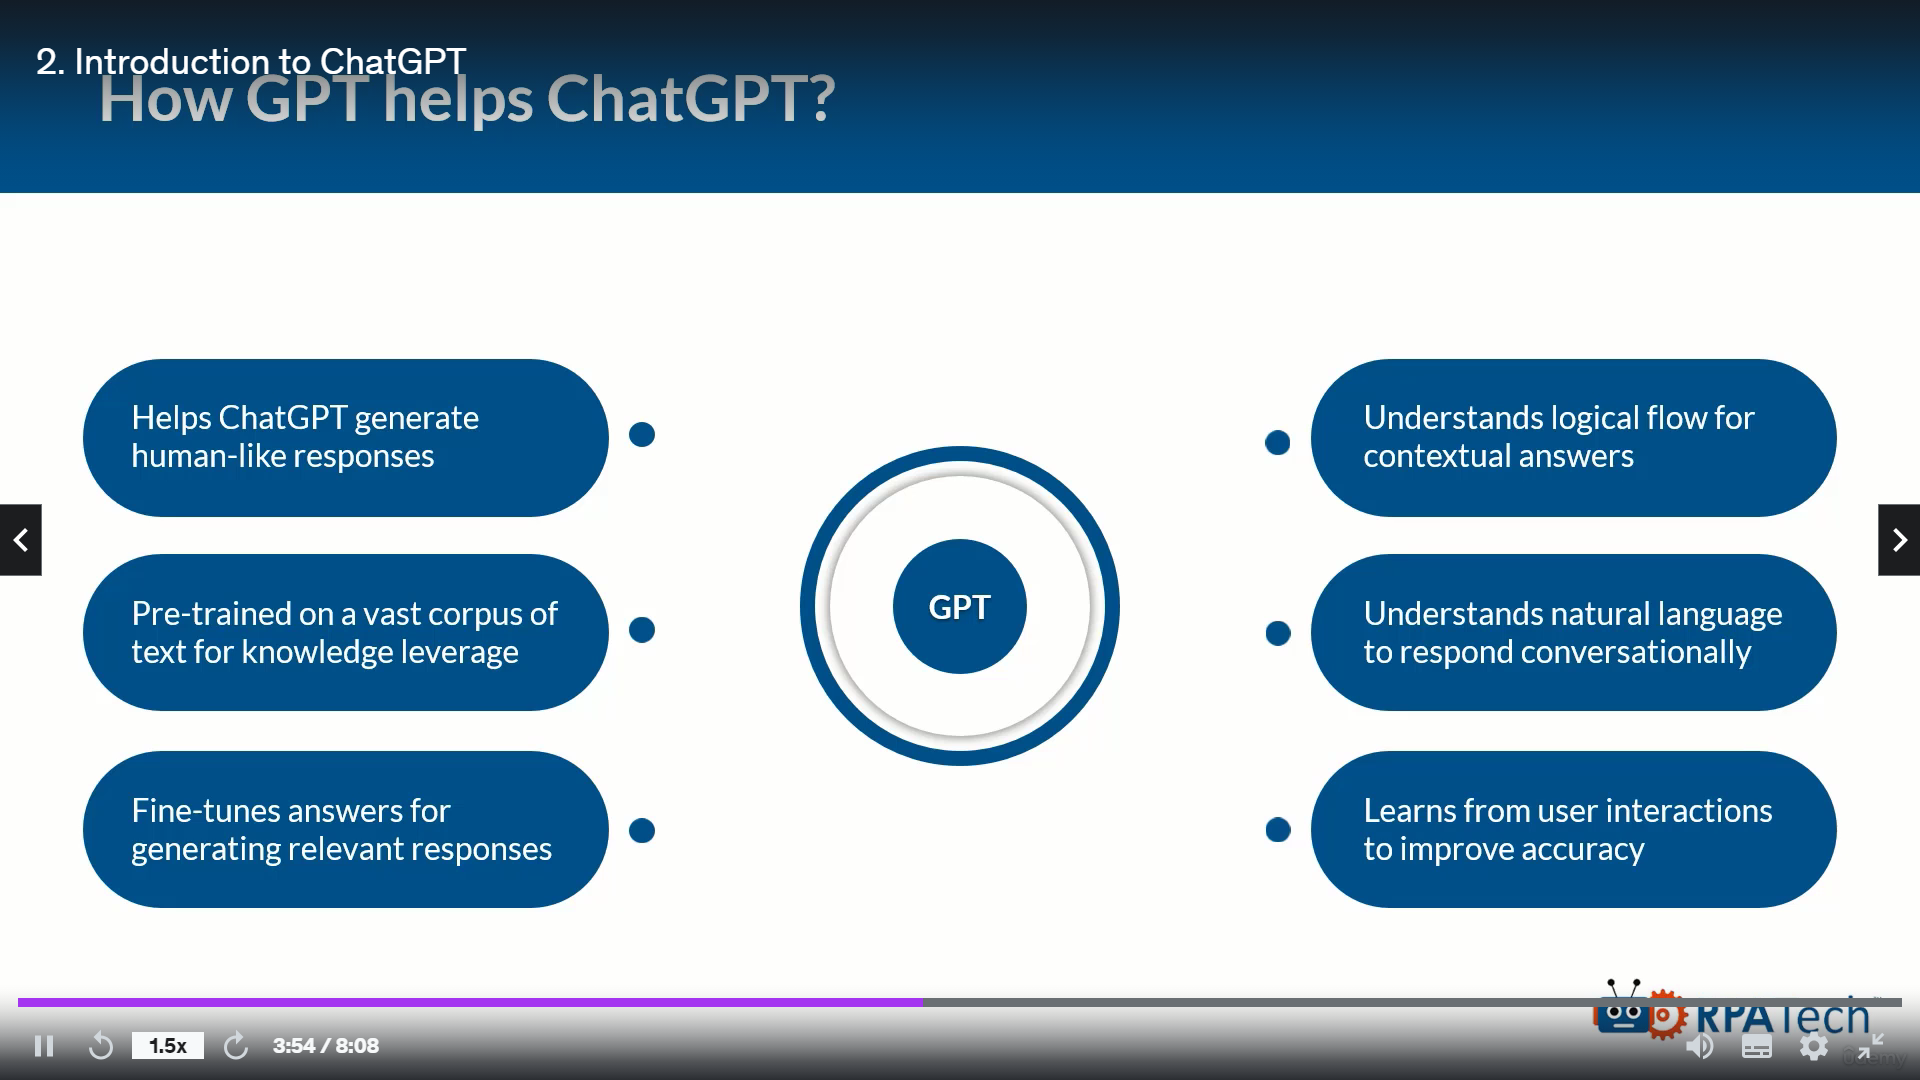 2. Introduction to ChatGPT
How GPT helps ChatGPT?
Helps ChatGPT generate
human-like responses
Pre-trained on a vast corpus of
text for knowledge leverage
Fine-tunes answers for
generating relevant responses
GPT
Understands logical flow for
contextual answers
Understands natural language
to respond conversationally
Learns from user interactions
to improve accuracy
RPATech
1.5x
3:54 / 8:08
Udemy